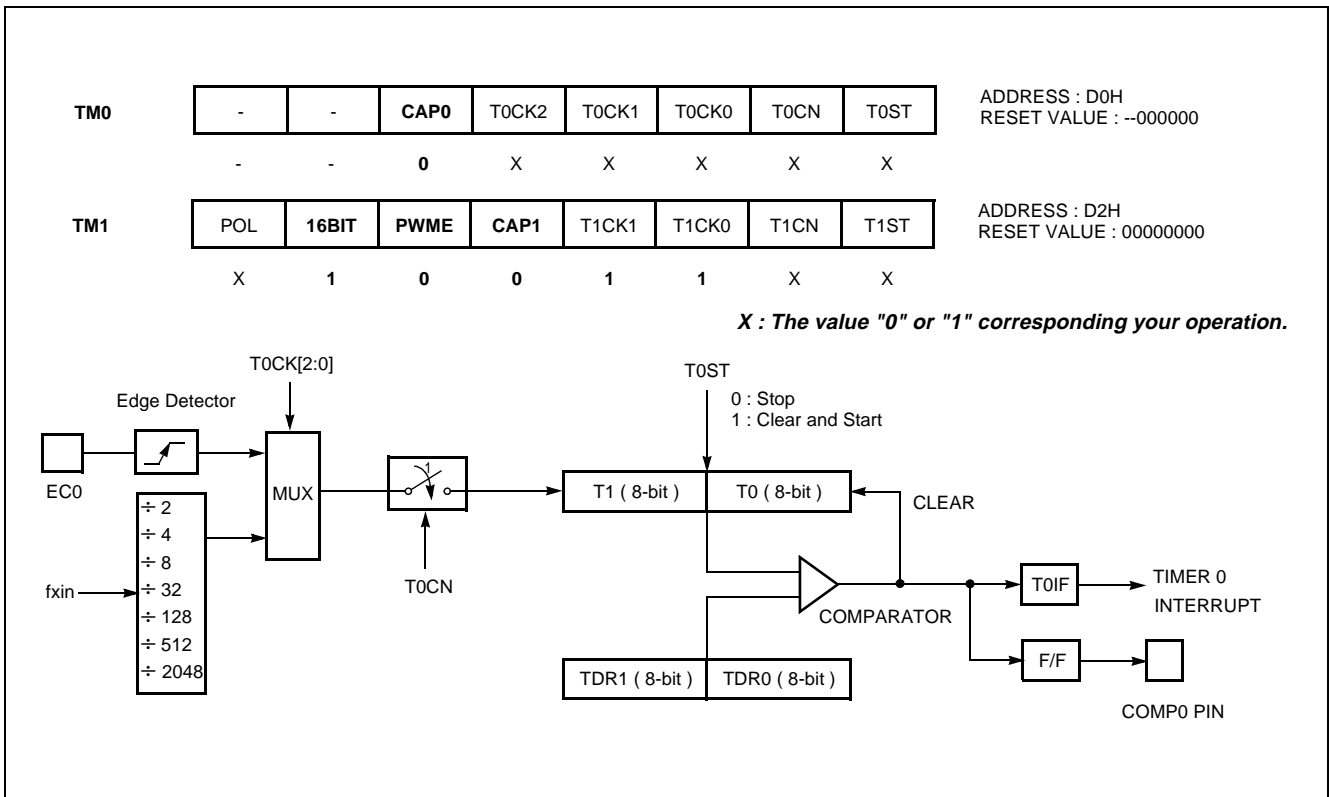 TM0 - - CAP0 T0CK2 T0CK1 T0CK0 T0CN T0ST
ADDRESS : D0H
RESET VALUE : --000000
- - 0 X X X X X
TM1 POL 16BIT PWME CAP1 T1CK1 T1CK0 T1CN T1ST
ADDRESS : D2H
RESET VALUE : 00000000
X 1 0 0 1 1 X X
X : The value "0" or "1" corresponding your operation.
T0CK[2:0]
T0ST
0 : Stop
1 : Clear and Start
Edge Detector
EC0
MUX
1
T0CN
T1 ( 8-bit ) T0 ( 8-bit )
CLEAR
fxin
÷ 2
÷ 4
÷ 8
÷ 32
÷ 128
÷ 512
÷ 2048
COMPARATOR
T0IF
TIMER 0
INTERRUPT
F/F
TDR1 ( 8-bit ) TDR0 ( 8-bit )
COMP0 PIN